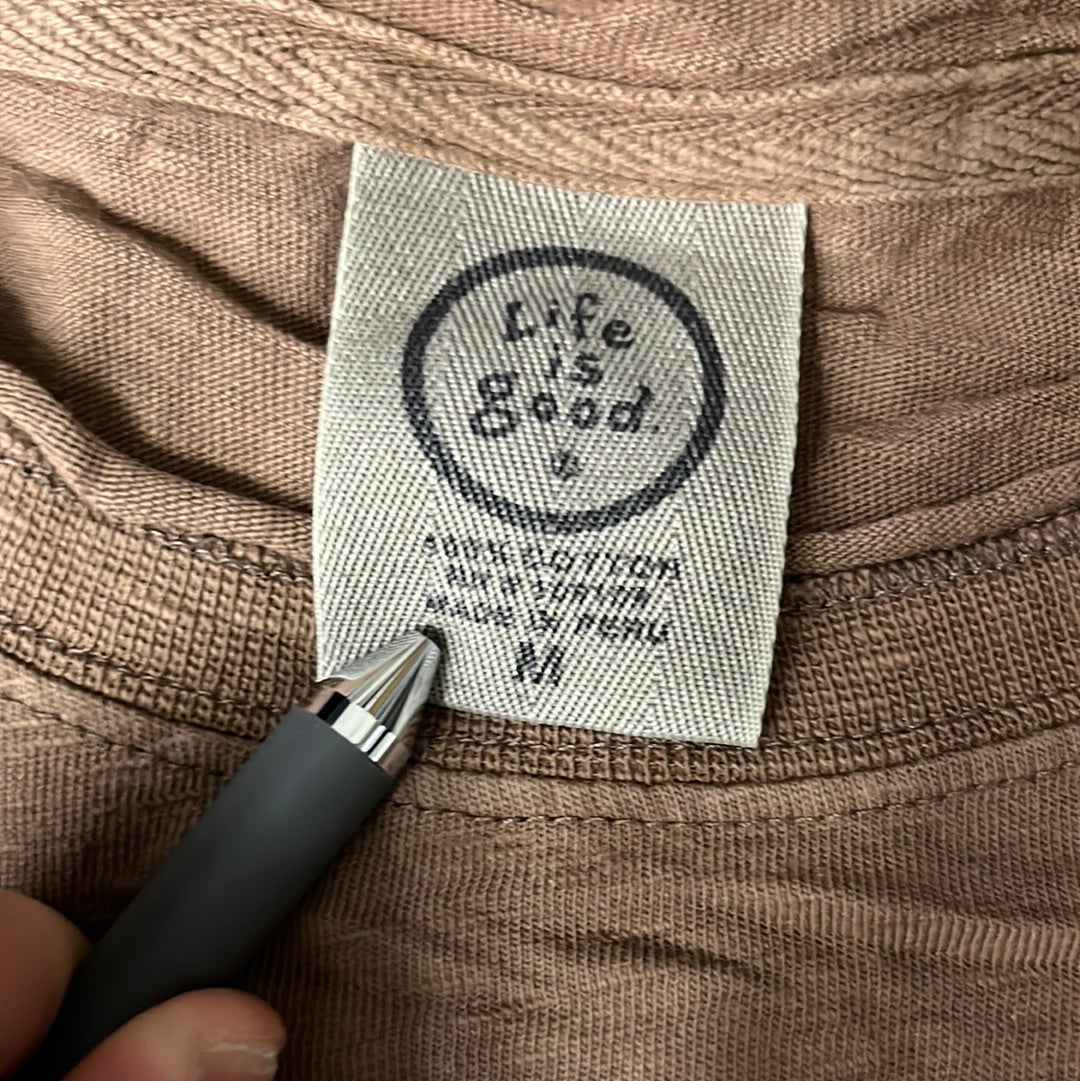 Life
is
good.
100% COTTON
MADE IN PERU
M